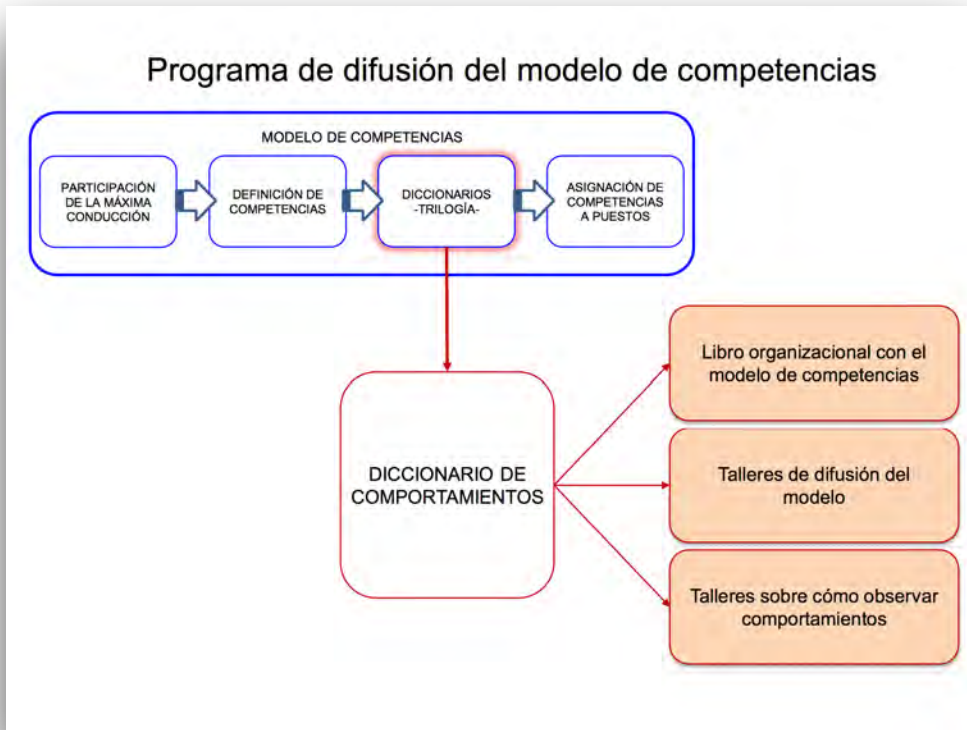 Programa de difusión del modelo de competencias
MODELO DE COMPETENCIAS
PARTICIPACIÓN
DE LA MÁXIMA
CONDUCCIÓN
DEFINICIÓN DE
COMPETENCIAS
DICCIONARIOS
-TRILOGÍA-
ASIGNACIÓN DE
COMPETENCIAS
A PUESTOS
DICCIONARIO DE
COMPORTAMIENTOS
Libro organizacional con el
modelo de competencias
Talleres de difusión del
modelo
Talleres sobre cómo observar
comportamientos